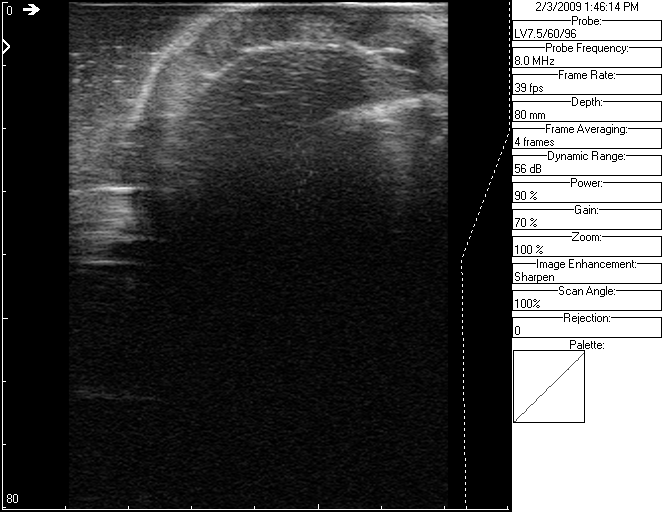 0
2/3/2009 1:46:14 PM
Probe:
LV7.5/60/96
Probe Frequency:
8.0 MHz
Frame Rate:
39 fps
Depth:
80 mm
Frame Averaging:
4 frames
Dynamic Range:
56 dB
Power:
90 %
Gain:
70 %
Zoom:
100 %
Image Enhancement:
Sharpen
Scan Angle:
100%
Rejection:
0
Palette:
80